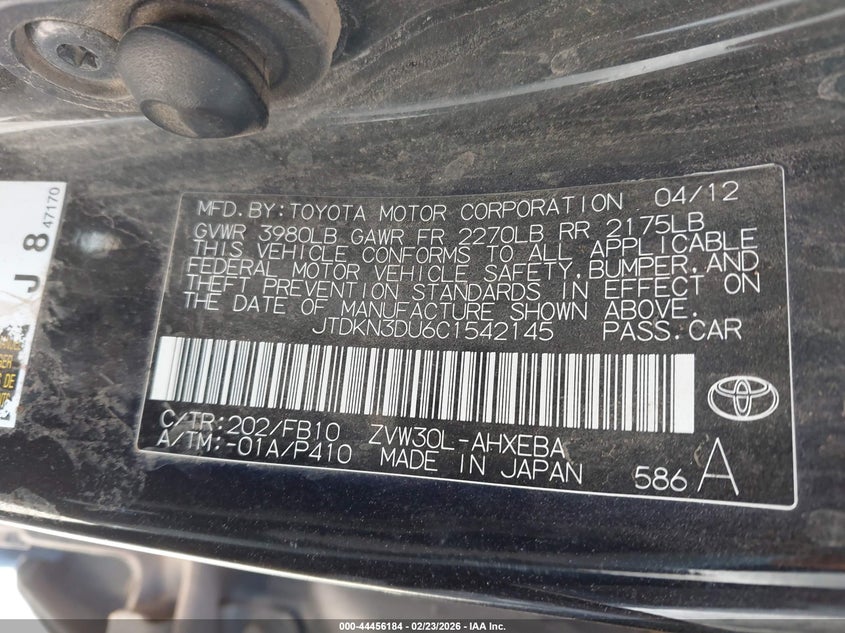 MFD.BY:TOYOTA MOTOR CORPORATION 04/12
GVWR 3980LB GAWR FR 2270LB RR 2175LB
THIS VEHICLE CONFORMS TO ALL APPLICABLE
FEDERAL MOTOR VEHICLE SAFETY,BUMPER,AND
THEFT PREVENTION STANDARDS IN EFFECT ON
THE DATE OF MANUFACTURE SHOWN ABOVE.
JTDKN3DU6C1542145 PASS.CAR
C/TR:202/FB10 ZVW30L-AHXEBA
A/TM:-01A/P410 MADE IN JAPAN 586 A
J 8 47170
DE
000-44456184 - 02/23/2026 - IAA Inc.